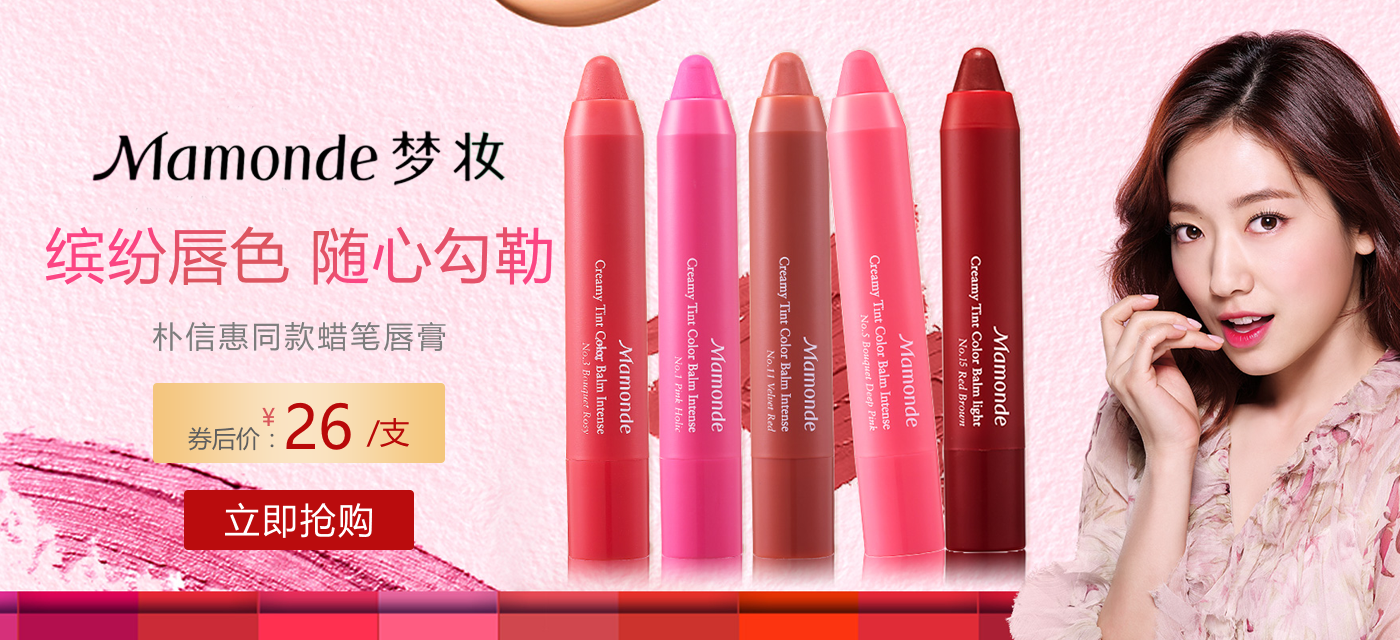 Mamonde 梦妆
缤纷唇色 随心勾勒
朴信惠同款蜡笔唇膏
券后价：¥26/支
立即抢购
Mamonde
Creamy Tint Color Balm Intense
No.3 Bouquet Rosy
Mamonde
Creamy Tint Color Balm Intense
No.1 Pink Holic
Mamonde
Creamy Tint Color Balm Intense
No.11 Velvet Red
Mamonde
Creamy Tint Color Balm Intense
No.5 Bouquet Deep Pink
Mamonde
Creamy Tint Color Balm light
No.15 Red Brown